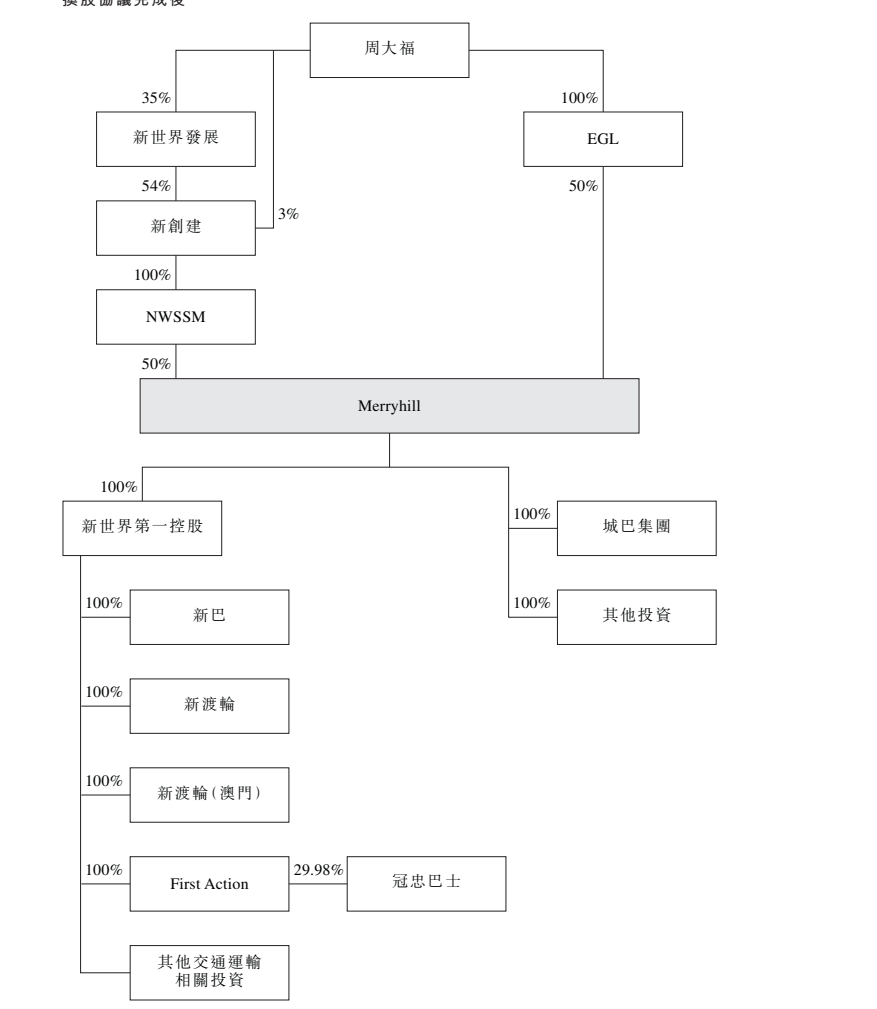 換股協議完成後
周大福
35%
100%
新世界發展
EGL
54%
50%
新創建
3%
100%
NWSSM
50%
Merryhill
100%
新世界第一控股
100%
城巴集團
100%
新巴
100%
其他投資
100%
新渡輪
100%
新渡輪(澳門)
100%
First Action
29.98%
冠忠巴士
其他交通運輸
相關投資